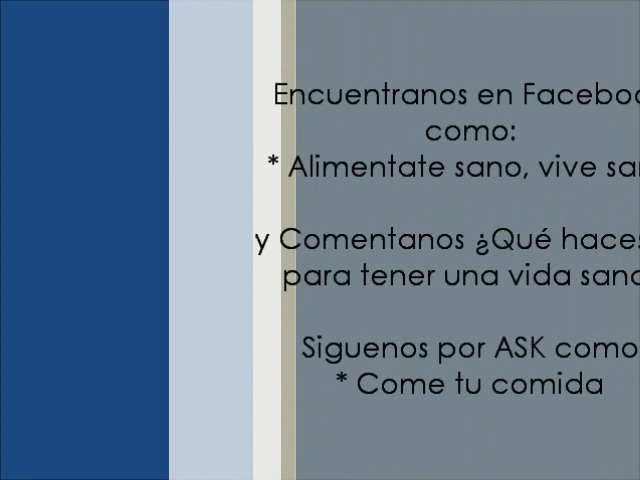 Encuentranos en Faceboo
como:
* Alimentate sano, vive sa
y Comentanos ¿Qué haces
para tener una vida sana
Siguenos por ASK como
* Come tu comida